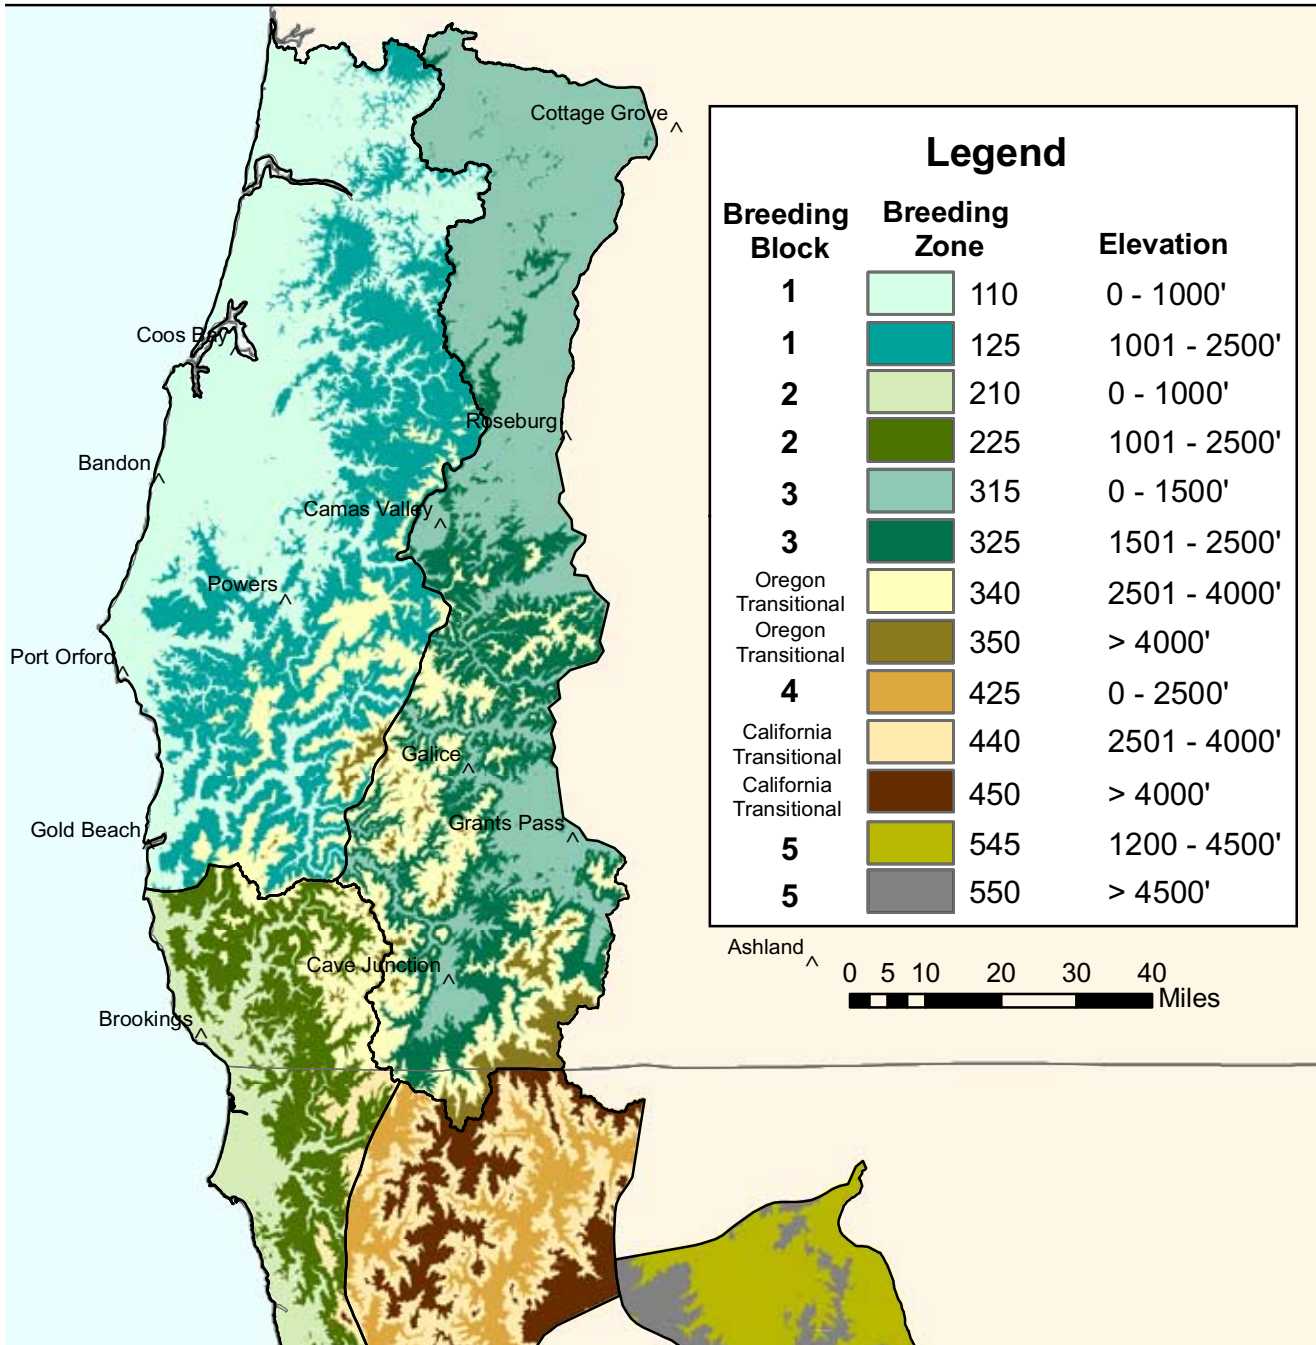 Cottage Grove
^
Legend
Breeding Block
Breeding Zone
Elevation
1 110 0 - 1000'
1 125 1001 - 2500'
2 210 0 - 1000'
2 225 1001 - 2500'
3 315 0 - 1500'
3 325 1501 - 2500'
Oregon Transitional 340 2501 - 4000'
Oregon Transitional 350 > 4000'
4 425 0 - 2500'
California Transitional 440 2501 - 4000'
California Transitional 450 > 4000'
5 545 1200 - 4500'
5 550 > 4500'
Coos Bay
^
Roseburg
^
Bandon
^
Camas Valley
^
Powers
^
Port Orford
^
Galice
^
Grants Pass
^
Gold Beach
^
Ashland
^
Cave Junction
^
0 5 10 20 30 40
Miles
Brookings
^